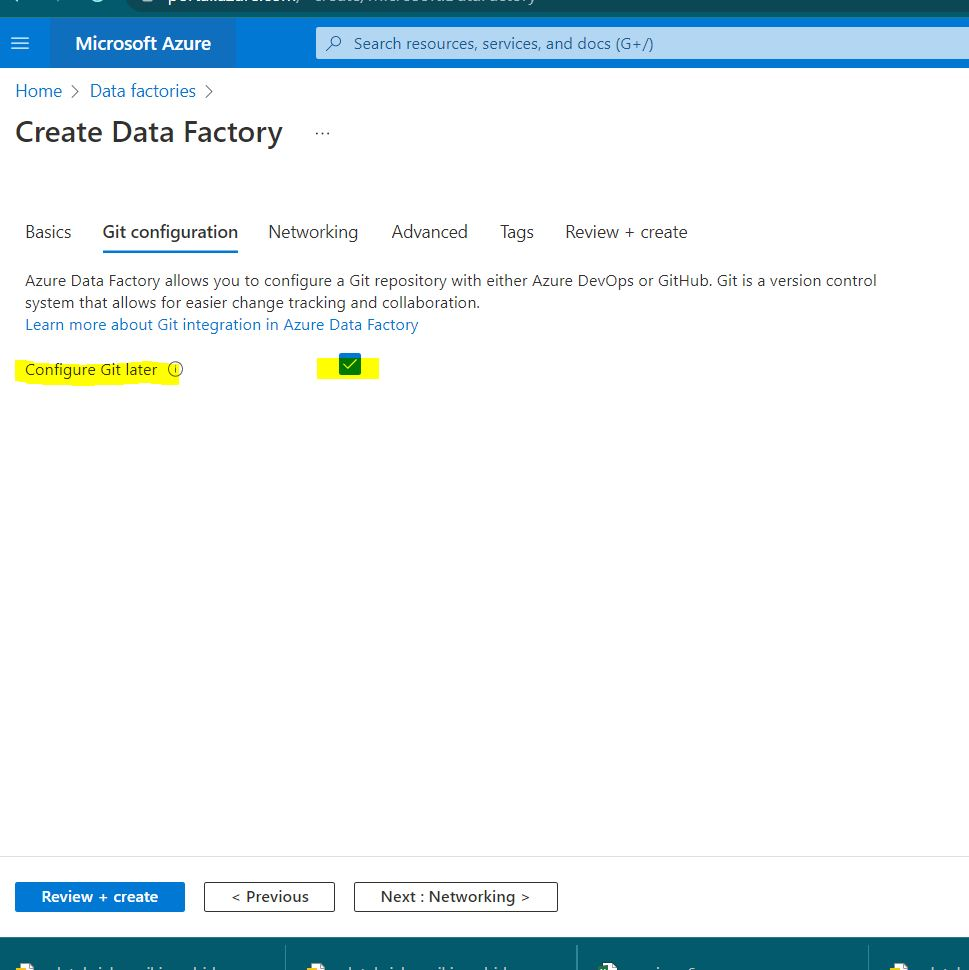 Microsoft Azure
Search resources, services, and docs (G+/)
Home > Data factories >
Create Data Factory ...
Basics Git configuration Networking Advanced Tags Review + create
Azure Data Factory allows you to configure a Git repository with either Azure DevOps or GitHub. Git is a version control
system that allows for easier change tracking and collaboration.
Learn more about Git integration in Azure Data Factory
Configure Git later
Review + create < Previous Next : Networking >